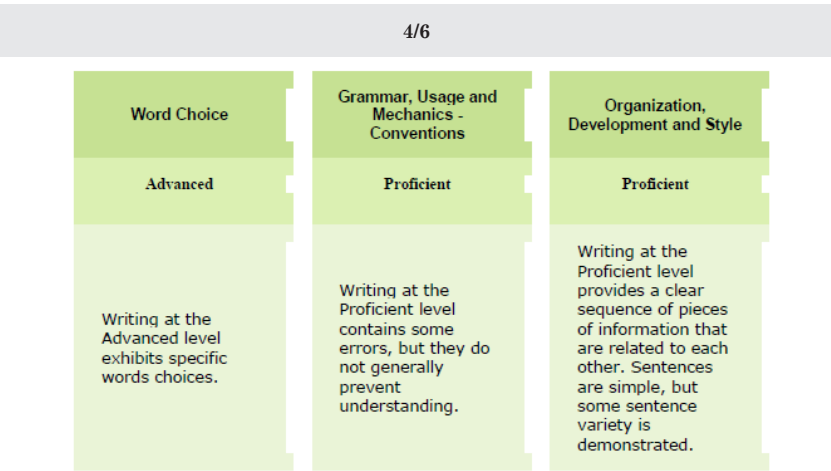 4/6
Word Choice
Grammar, Usage and
Mechanics -
Conventions
Organization,
Development and Style
Advanced
Proficient
Proficient
Writing at the
Advanced level
exhibits specific
words choices.
Writing at the
Proficient level
contains some
errors, but they do
not generally
prevent
understanding.
Writing at the
Proficient level
provides a clear
sequence of pieces
of information that
are related to each
other. Sentences
are simple, but
some sentence
variety is
demonstrated.